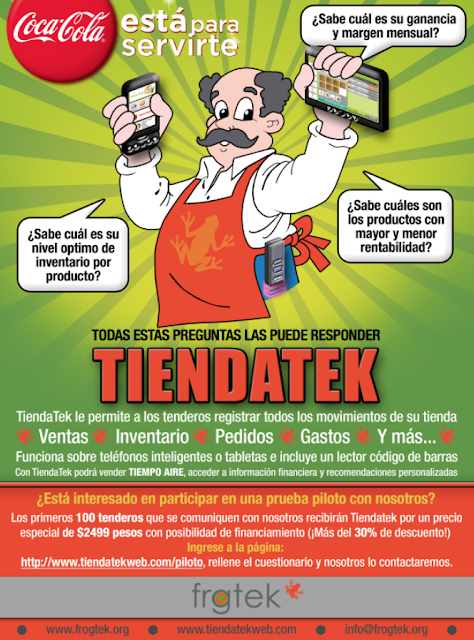 Coca-Cola
está para
servirte
¿Sabe cuál es su ganancia
y margen mensual?
¿Sabe cuáles son
los productos con
mayor y menor
rentabilidad?
¿Sabe cuál es su
nivel optimo de
inventario por
producto?
TODAS ESTAS PREGUNTAS LAS PUEDE RESPONDER
TIENDATEK
TiendaTek le permite a los tenderos registrar todos los movimientos de su tienda
Ventas Inventario Pedidos Gastos Y más...
Funciona sobre teléfonos inteligentes o tabletas e incluye un lector código de barras
Con TiendaTek podrá vender TIEMPO AIRE, acceder a información financiera y recomendaciones personalizadas
¿Está interesado en participar en una prueba piloto con nosotros?
Los primeros 100 tenderos que se comuniquen con nosotros recibirán Tiendatek por un precio
especial de $2499 pesos con posibilidad de financiamiento (¡Más del 30% de descuento!)
Ingrese a la página:
http://www.tiendatekweb.com/piloto, rellene el cuestionario y nosotros lo contactaremos.
frogtek
www.frogtek.org www.tiendatekweb.com info@frogtek.org